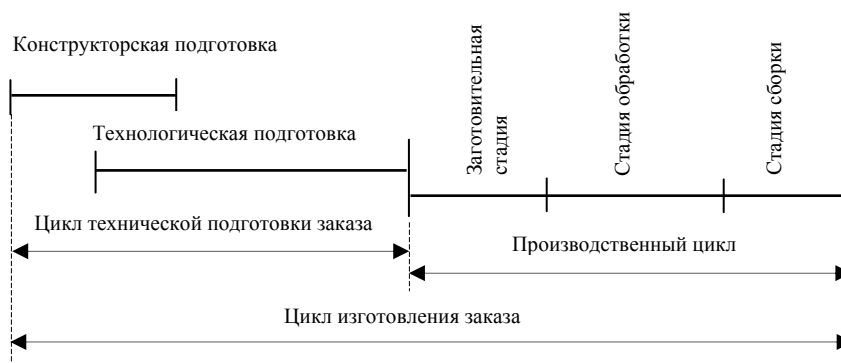 Конструкторская подготовка
Технологическая подготовка
Заготовительная
стадия
Стадия обработки
Стадия сборки
Цикл технической подготовки заказа
Производственный цикл
Цикл изготовления заказа